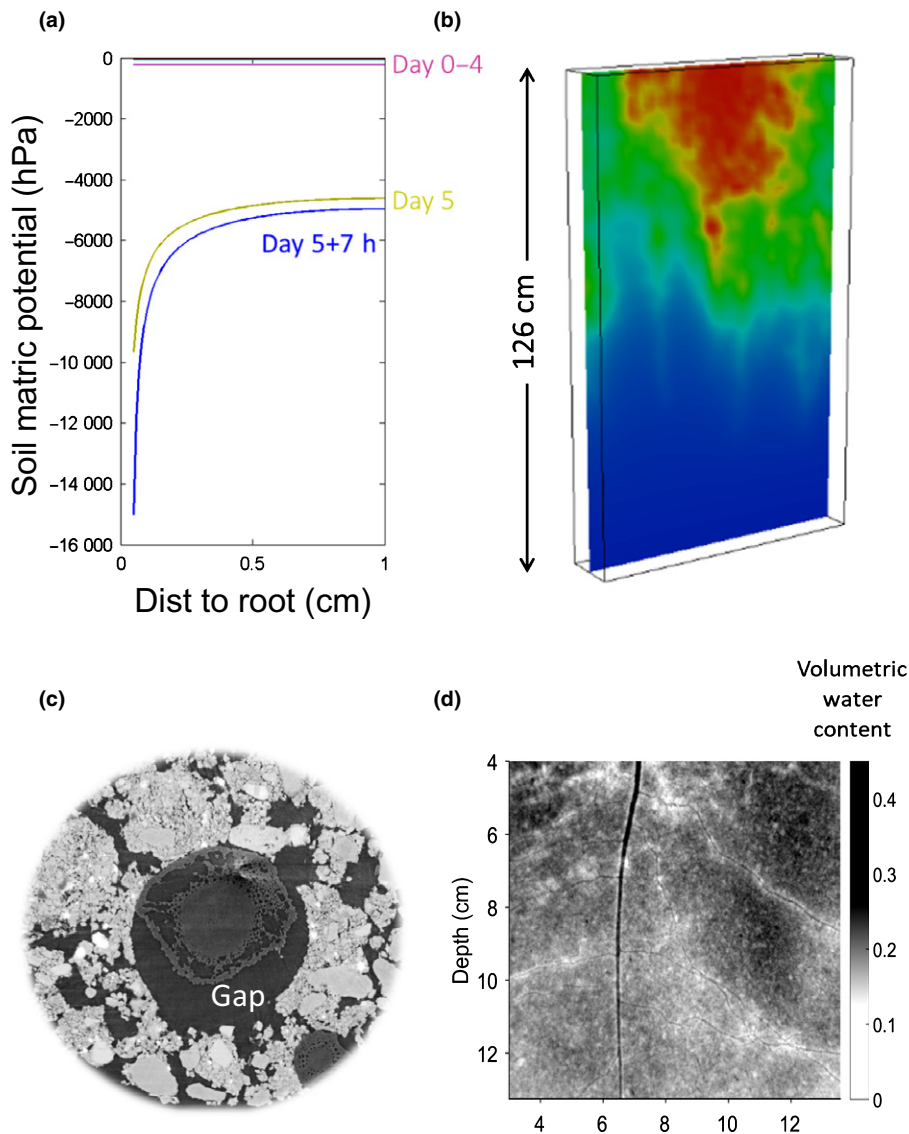 (a)
Soil matric potential (hPa)
0
−2000
−4000
−6000
−8000
−10 000
−12 000
−14 000
−16 000
Day 0–4
Day 5
Day 5+7 h
0
0.5
1
Dist to root (cm)
(b)
126 cm
(c)
Gap
(d)
Volumetric
water
content
Depth (cm)
4
6
8
10
12
4
6
8
10
12
0.4
0.3
0.2
0.1
0